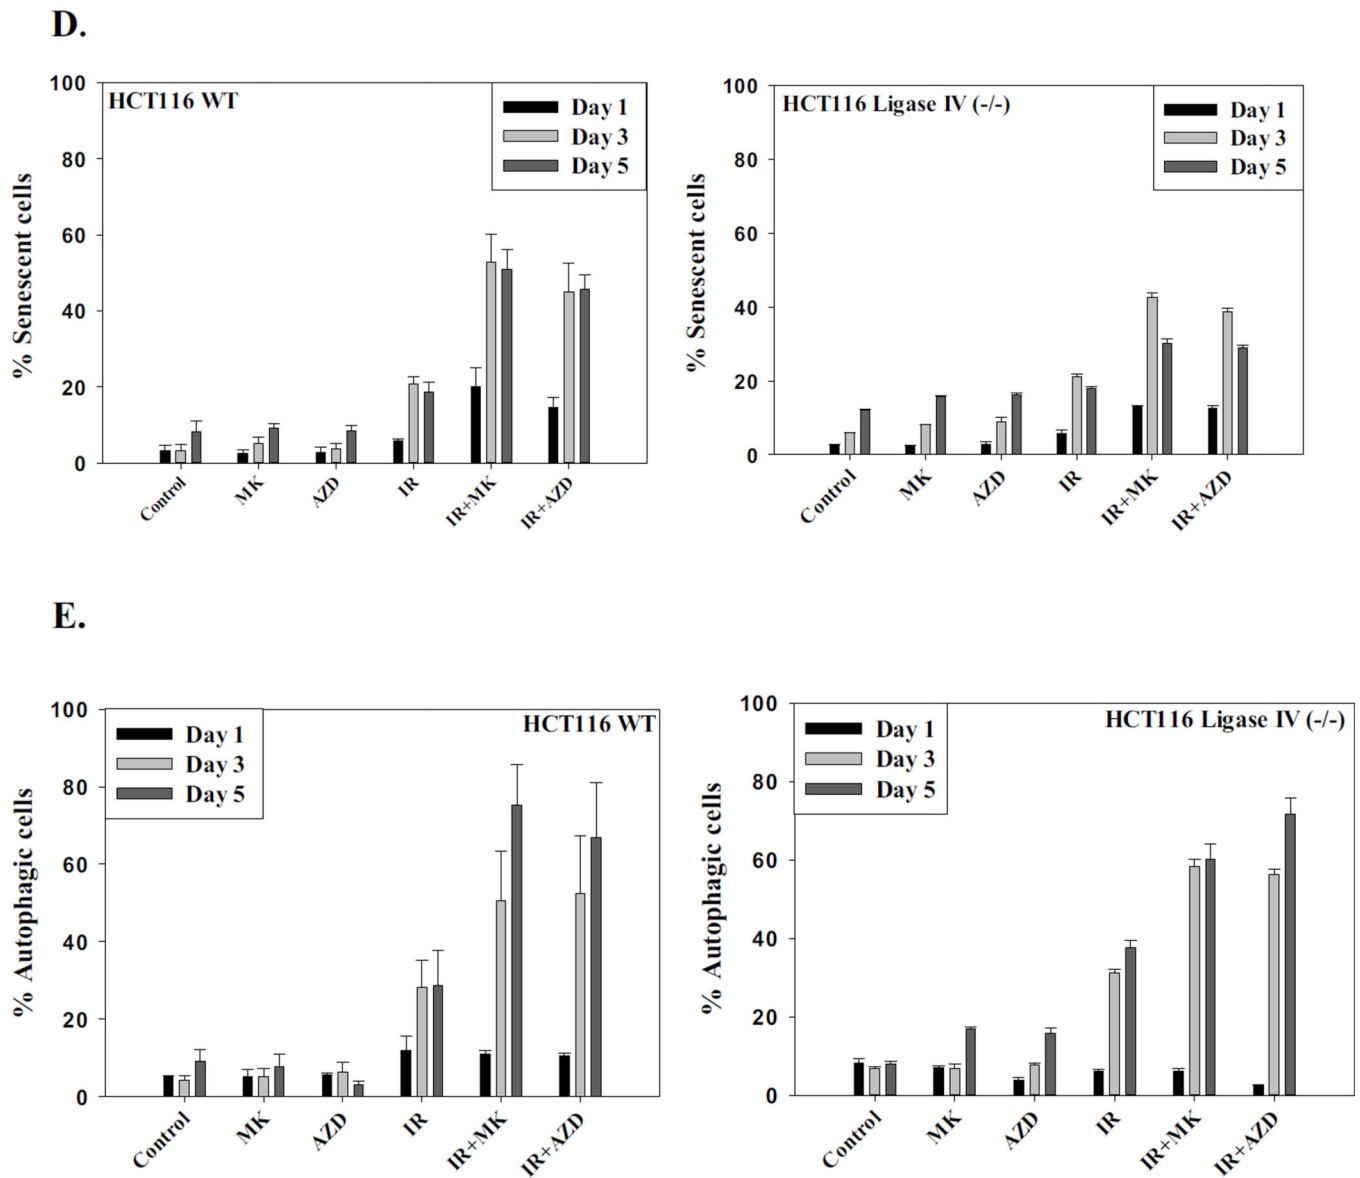 D.
HCT116 WT
Day 1
Day 3
Day 5
% Senescent cells
100
80
60
40
20
0
Control
MK
AZD
IR
IR+MK
IR+AZD
HCT116 Ligase IV (-/-)
Day 1
Day 3
Day 5
% Senescent cells
100
80
60
40
20
0
Control
MK
AZD
IR
IR+MK
IR+AZD
E.
HCT116 WT
Day 1
Day 3
Day 5
% Autophagic cells
100
80
60
40
20
0
Control
MK
AZD
IR
IR+MK
IR+AZD
HCT116 Ligase IV (-/-)
Day 1
Day 3
Day 5
% Autophagic cells
100
80
60
40
20
0
Control
MK
AZD
IR
IR+MK
IR+AZD